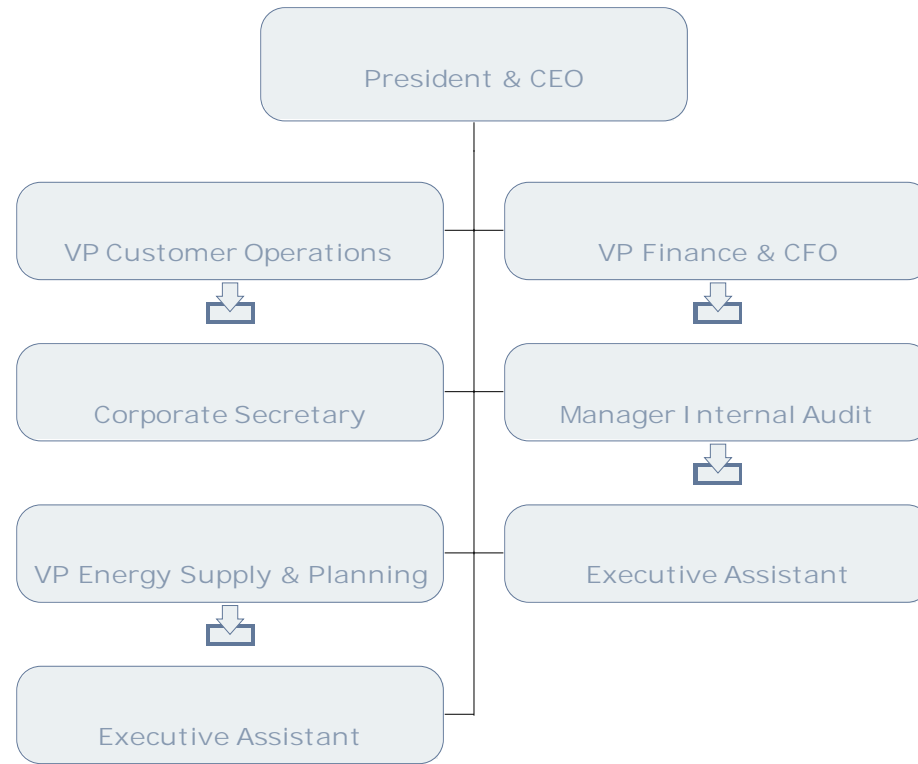 President & CEO
VP Customer Operations
VP Finance & CFO
Corporate Secretary
Manager Internal Audit
VP Energy Supply & Planning
Executive Assistant
Executive Assistant